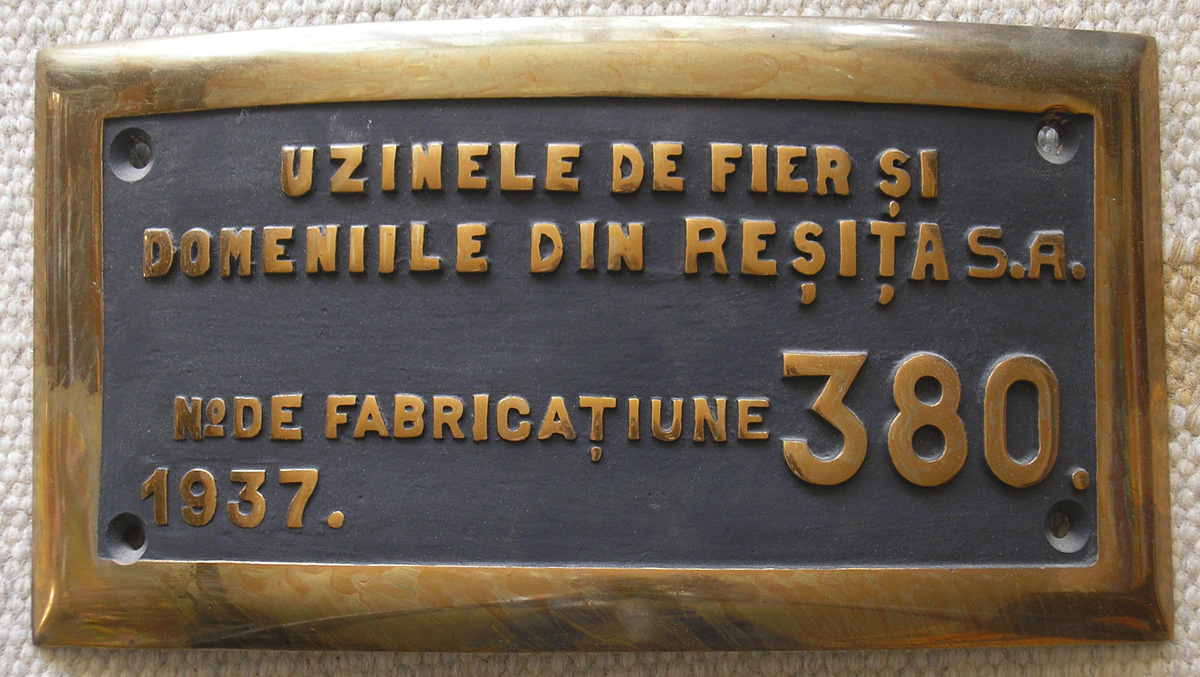 UZINELE DE FIER ȘI
DOMENIILE DIN REȘIȚA S.A.
Nº DE FABRICAȚIUNE 380.
1937.